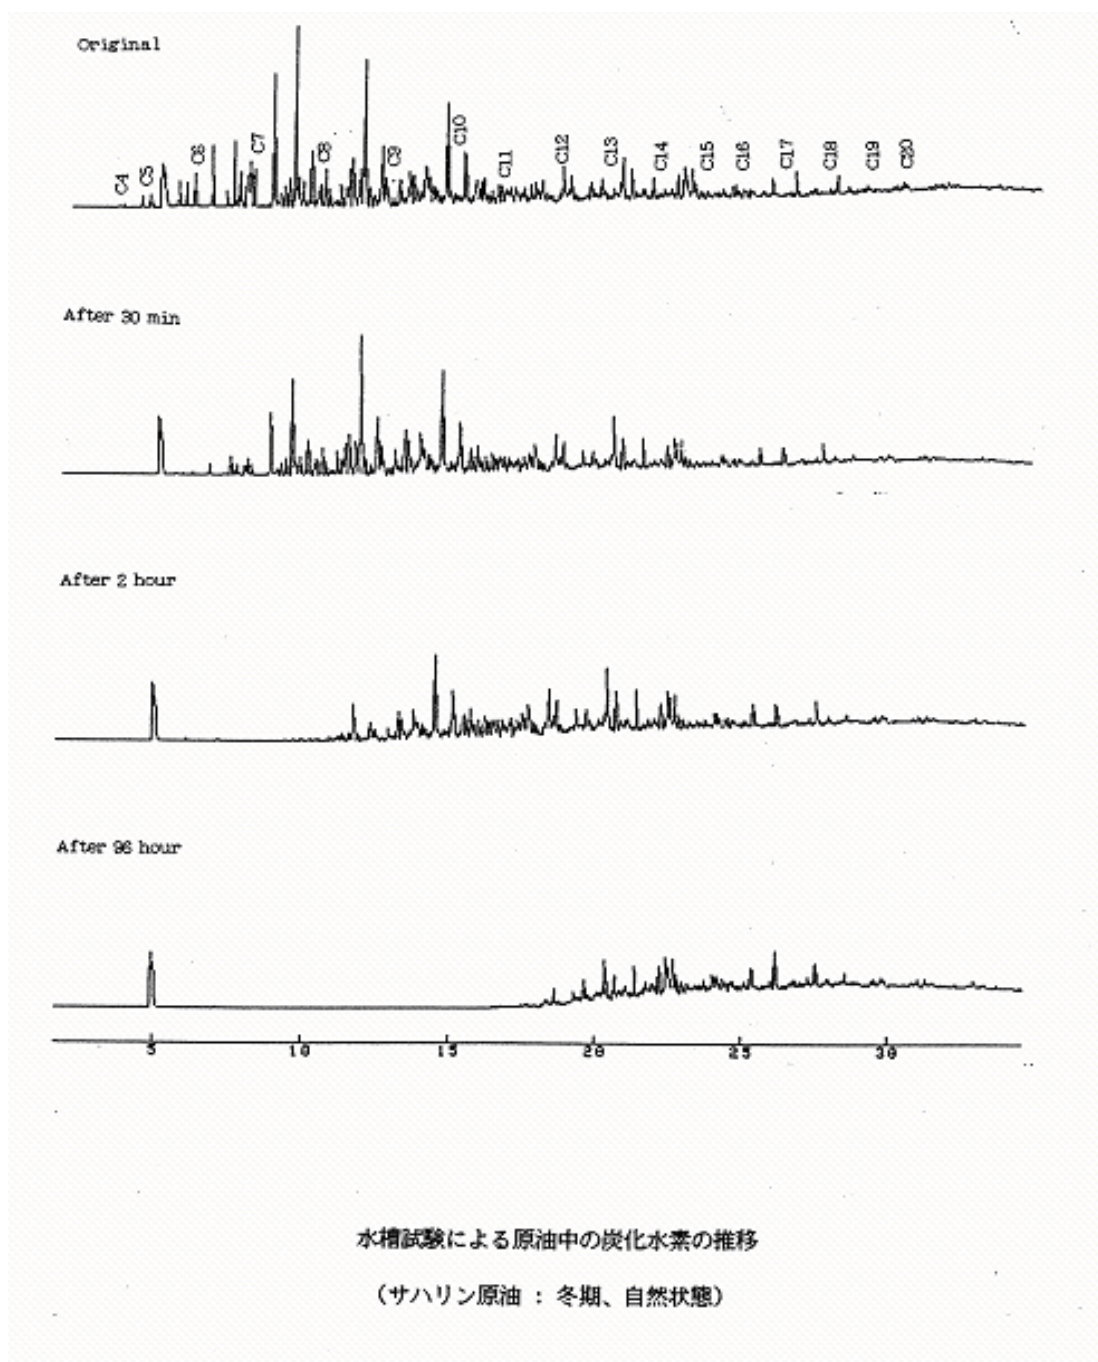 Original
C4 C5 C6 C7 C8 C9 C10 C11 C12 C13 C14 C15 C16 C17 C18 C19 C20
After 30 min
After 2 hour
After 96 hour
5 10 15 20 25 30
水槽試験による原油中の炭化水素の推移
(サハリン原油 : 冬期、自然状態)